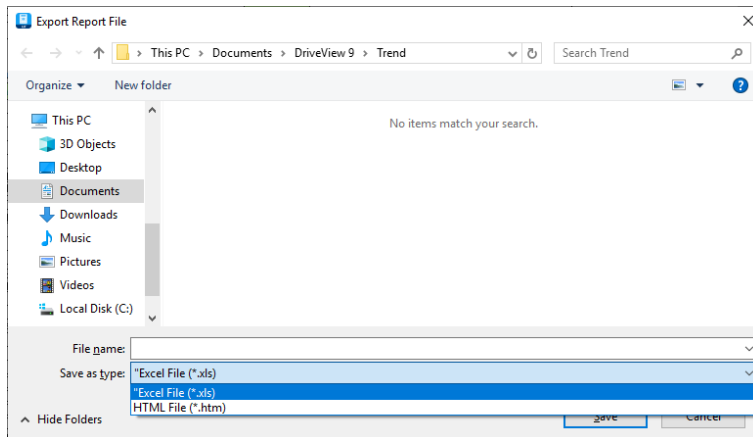 Export Report File
This PC > Documents > DriveView 9 > Trend
Search Trend
Organize
New folder
This PC
3D Objects
Desktop
Documents
Downloads
Music
Pictures
Videos
Local Disk (C:)
No items match your search.
File name:
Save as type: "Excel File (*.xls)
"Excel File (*.xls)
HTML File (*.htm)
Hide Folders
Save
Cancel